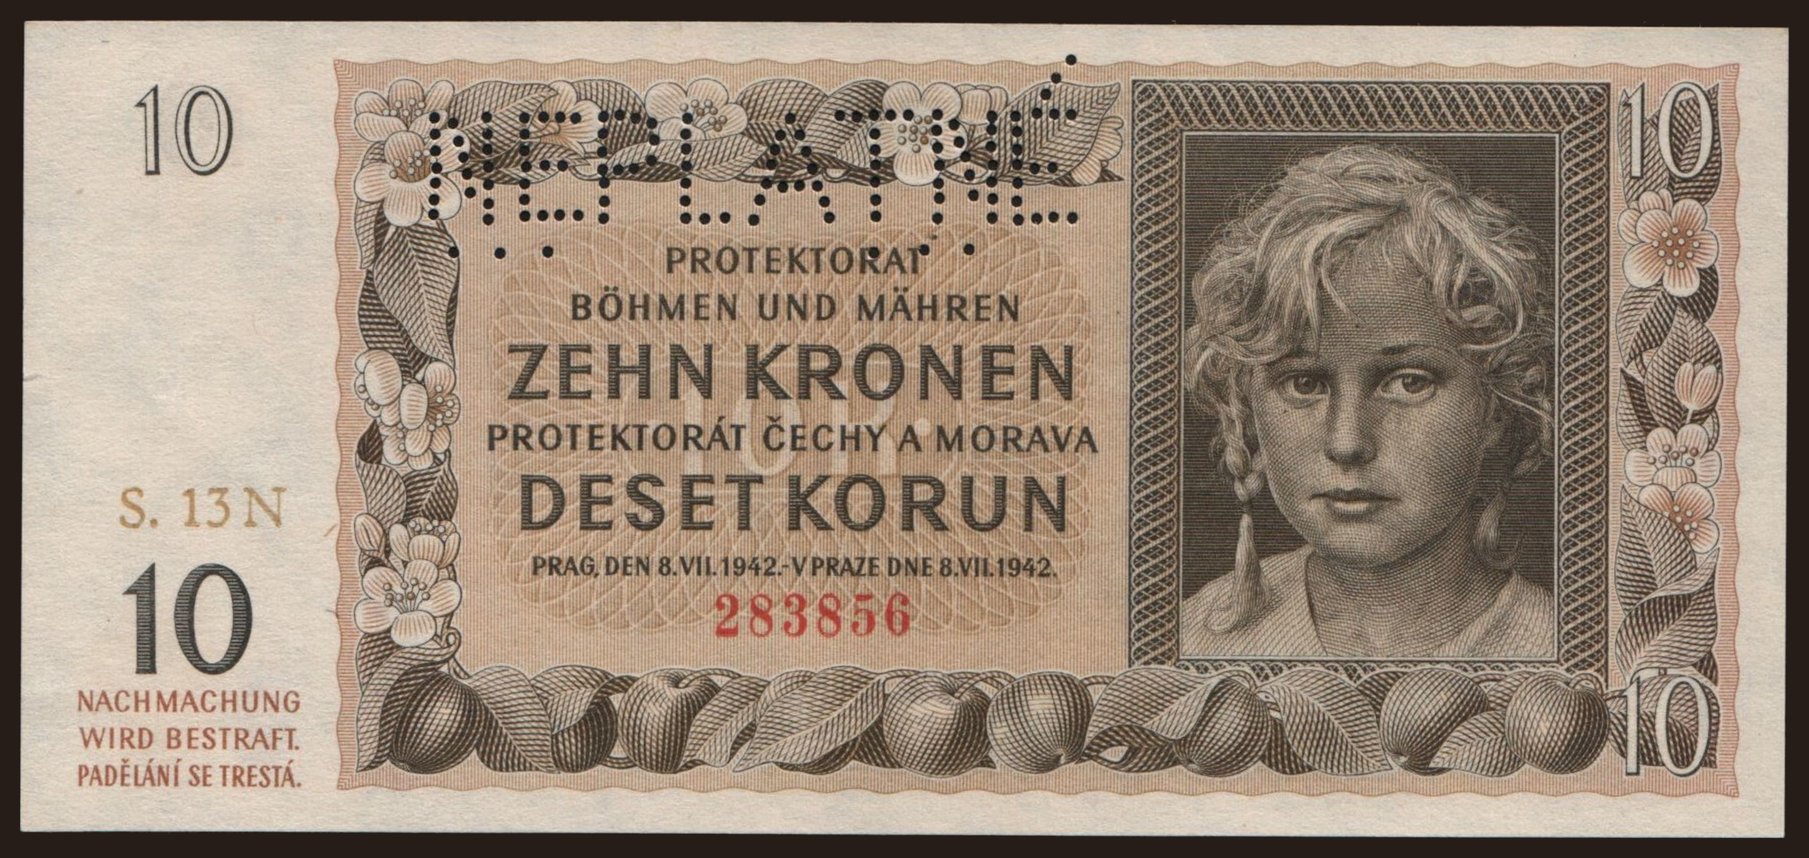 10
10
NEPLATNÉ
PROTEKTORAT
BÖHMEN UND MÄHREN
ZEHN KRONEN
10 K
PROTEKTORÁT ČECHY A MORAVA
DESET KORUN
S. 13 N
PRAG, DEN 8.VII.1942.-V PRAZE DNE 8.VII.1942.
283856
10
NACHMACHUNG
WIRD BESTRAFT.
PADĚLÁNÍ SE TRESTÁ.
10